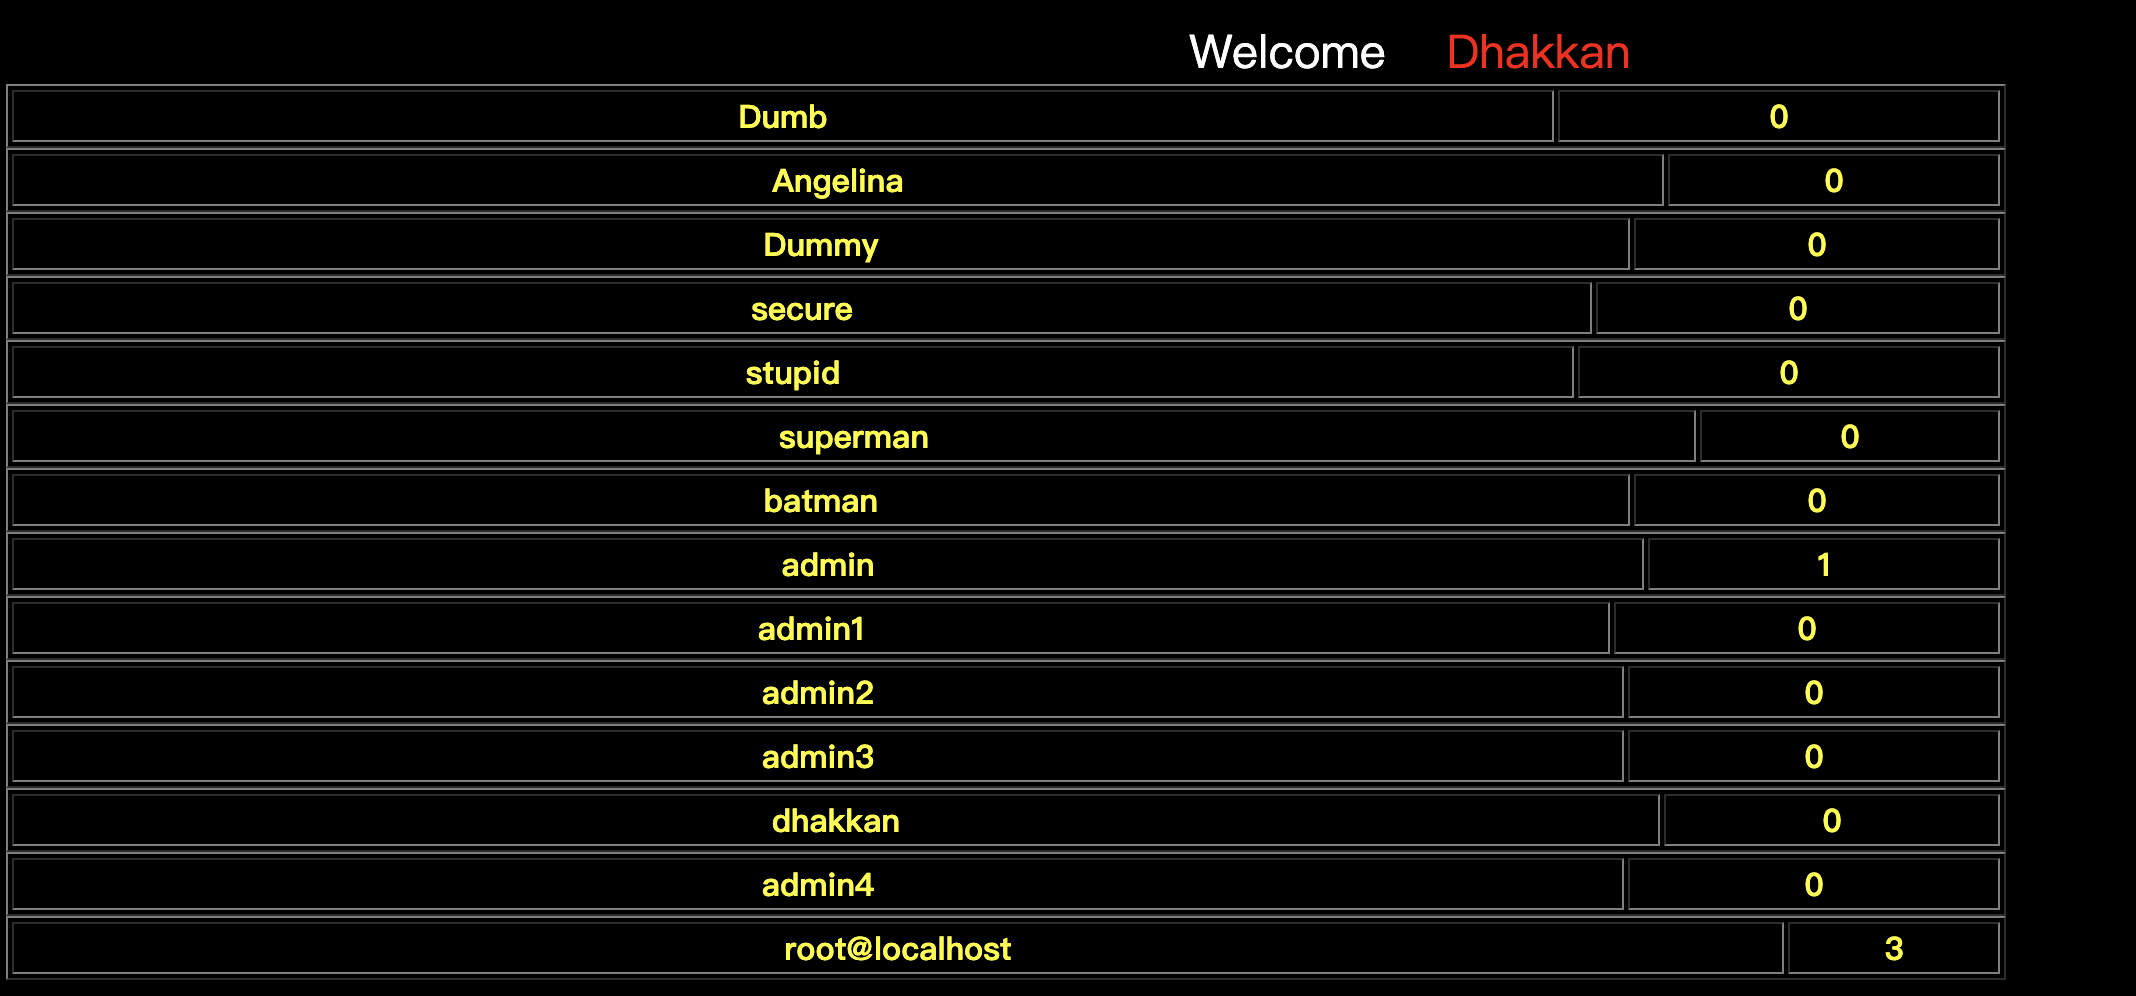 Welcome Dhakkan
Dumb 0
Angelina 0
Dummy 0
secure 0
stupid 0
superman 0
batman 0
admin 1
admin1 0
admin2 0
admin3 0
dhakkan 0
admin4 0
root@localhost 3